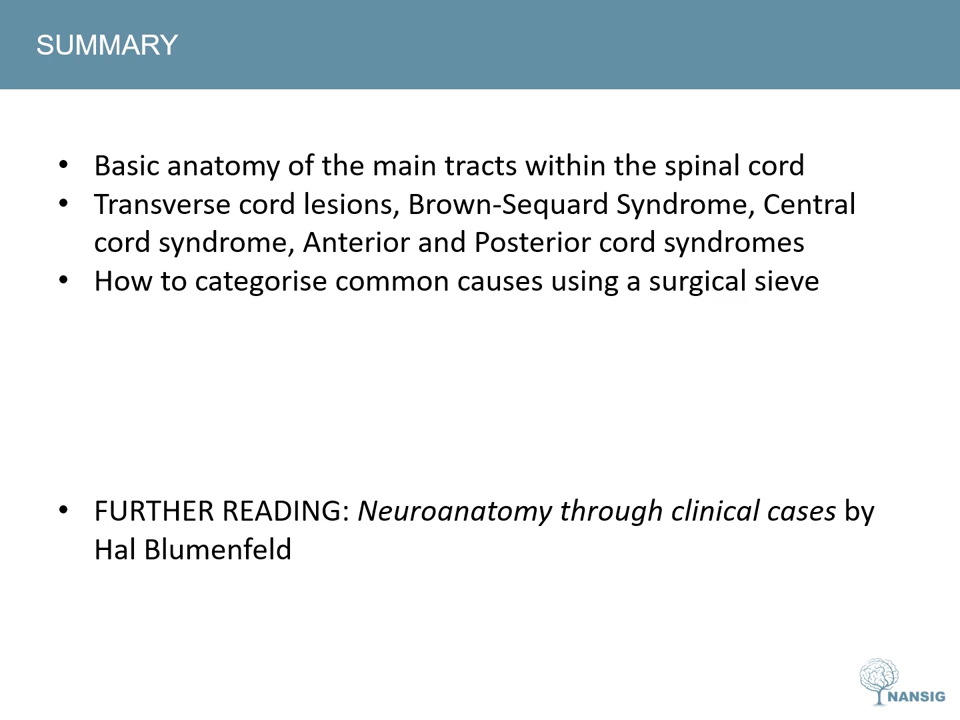 SUMMARY
• Basic anatomy of the main tracts within the spinal cord
• Transverse cord lesions, Brown-Sequard Syndrome, Central
cord syndrome, Anterior and Posterior cord syndromes
• How to categorise common causes using a surgical sieve
• FURTHER READING: Neuroanatomy through clinical cases by
Hal Blumenfeld
NANSIG